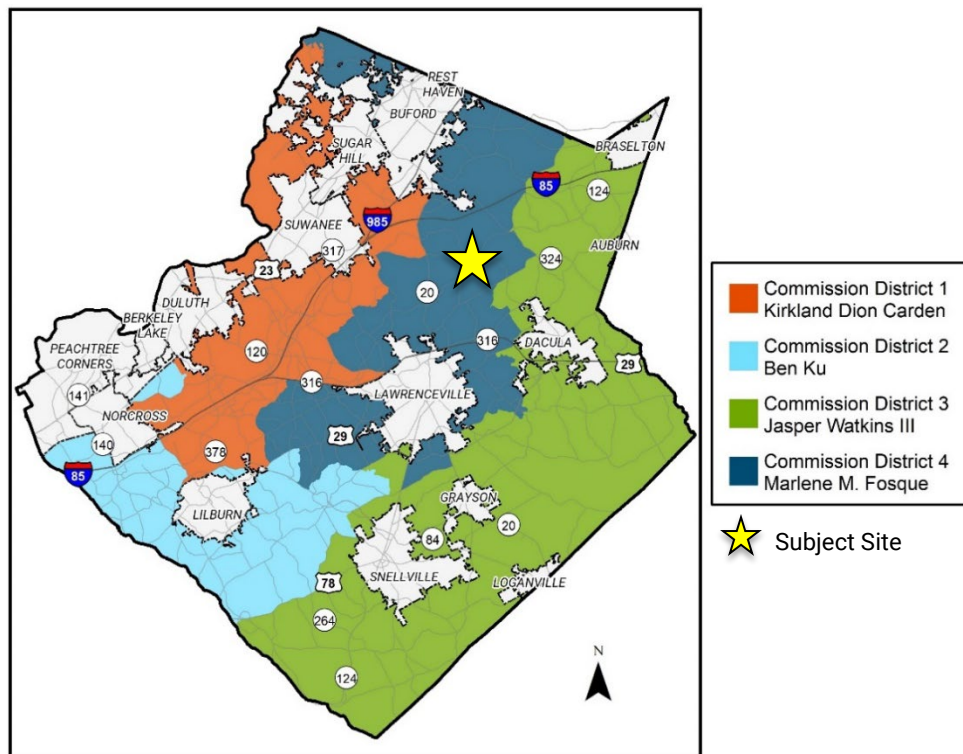 REST
HAVEN
BUFORD
BRASELTON
SUGAR
HILL
85
124
SUWANEE
985
317
AUBURN
324
23
20
DULUTH
BERKELEY
LAKE
316
DACULA
PEACHTREE
CORNERS
120
29
141
316
LAWRENCEVILLE
NORCROSS
29
140
378
85
GRAYSON
LILBURN
20
84
SNELLVILLE
78
LOGANVILLE
264
124
N
Commission District 1
Kirkland Dion Carden
Commission District 2
Ben Ku
Commission District 3
Jasper Watkins III
Commission District 4
Marlene M. Fosque
Subject Site